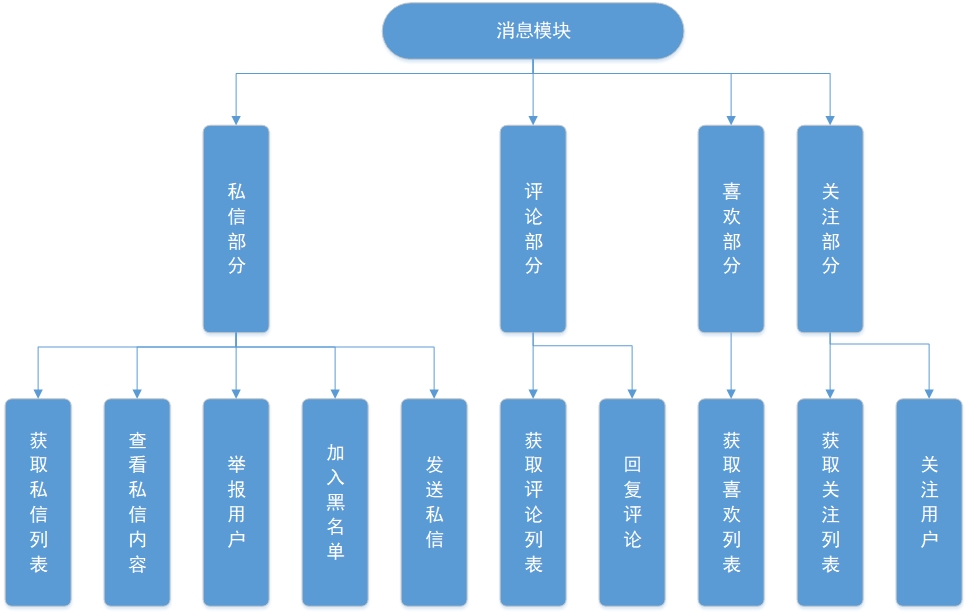 消息模块
私信部分
评论部分
喜欢部分
关注部分
获取私信列表
查看私信内容
举报用户
加入黑名单
发送私信
获取评论列表
回复评论
获取喜欢列表
获取关注列表
关注用户